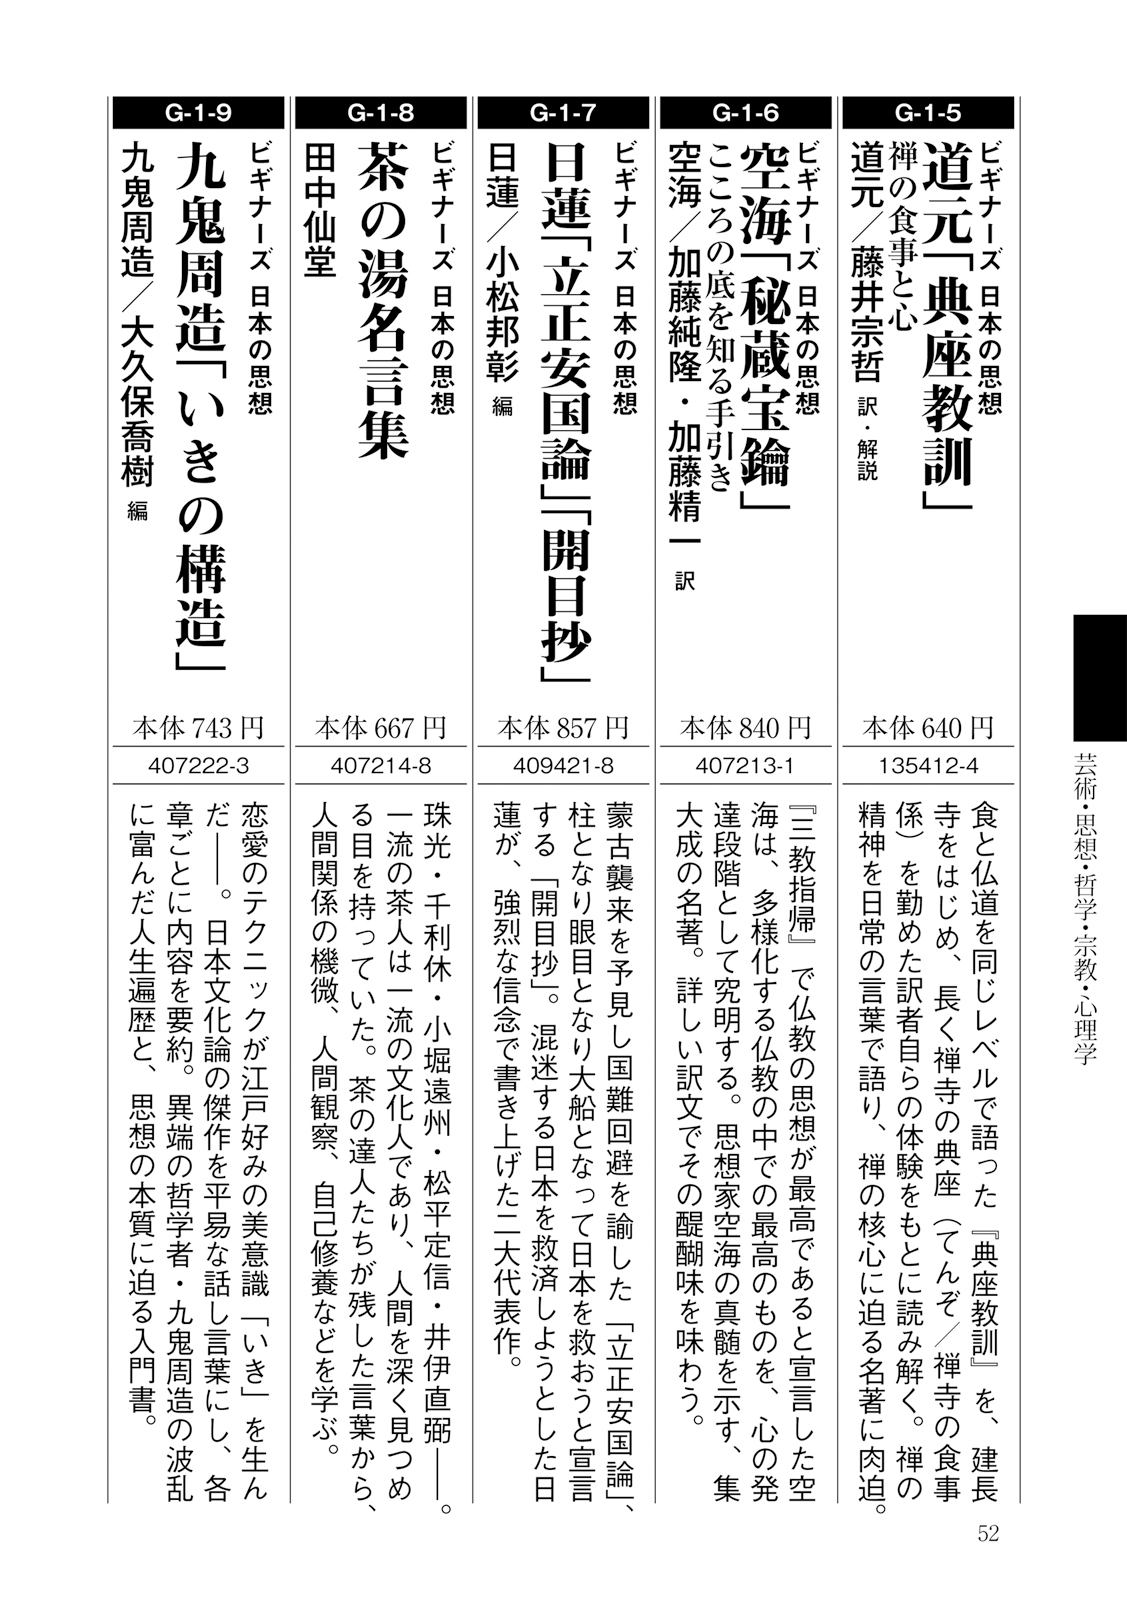 G-1-5
ビギナーズ 日本の思想
道元「典座教訓」
禅の食事と心
道元／藤井宗哲 訳・解説
本体 640 円
135412-4
食と仏道を同じレベルで語った『典座教訓』を、建長
寺をはじめ、長く禅寺の典座（てんぞ／禅寺の食事
係）を勤めた訳者自らの体験をもとに読み解く。禅の
精神を日常の言葉で語り、禅の核心に迫る名著に肉迫。
G-1-6
ビギナーズ 日本の思想
空海「秘蔵宝鑰」
こころの底を知る手引き
空海／加藤純隆・加藤精一 訳
本体 840 円
407213-1
『三教指帰』で仏教の思想が最高であると宣言した空
海は、多様化する仏教の中での最高のものを、心の発
達段階として究明する。思想家空海の真髄を示す、集
大成の名著。詳しい訳文でその醍醐味を味わう。
G-1-7
ビギナーズ 日本の思想
日蓮「立正安国論」「開目抄」
日蓮／小松邦彰 編
本体 857 円
409421-8
蒙古襲来を予見し国難回避を諭した「立正安国論」、
柱となり眼目となり大船となって日本を救おうと宣言
する「開目抄」。混迷する日本を救済しようとした日
蓮が、強烈な信念で書き上げた二大代表作。
G-1-8
ビギナーズ 日本の思想
茶の湯名言集
田中仙堂
本体 667 円
407214-8
珠光・千利休・小堀遠州・松平定信・井伊直弼――。
一流の茶人は一流の文化人であり、人間を深く見つめ
る目を持っていた。茶の達人たちが残した言葉から、
人間関係の機微、人間観察、自己修養などを学ぶ。
G-1-9
ビギナーズ 日本の思想
九鬼周造「いきの構造」
九鬼周造／大久保喬樹 編
本体 743 円
407222-3
恋愛のテクニックが江戸好みの美意識「いき」を生ん
だ――。日本文化論の傑作を平易な話し言葉にし、各
章ごとに内容を要約。異端の哲学者・九鬼周造の波乱
に富んだ人生遍歴と、思想の本質に迫る入門書。
芸術・思想・哲学・宗教・心理学
52